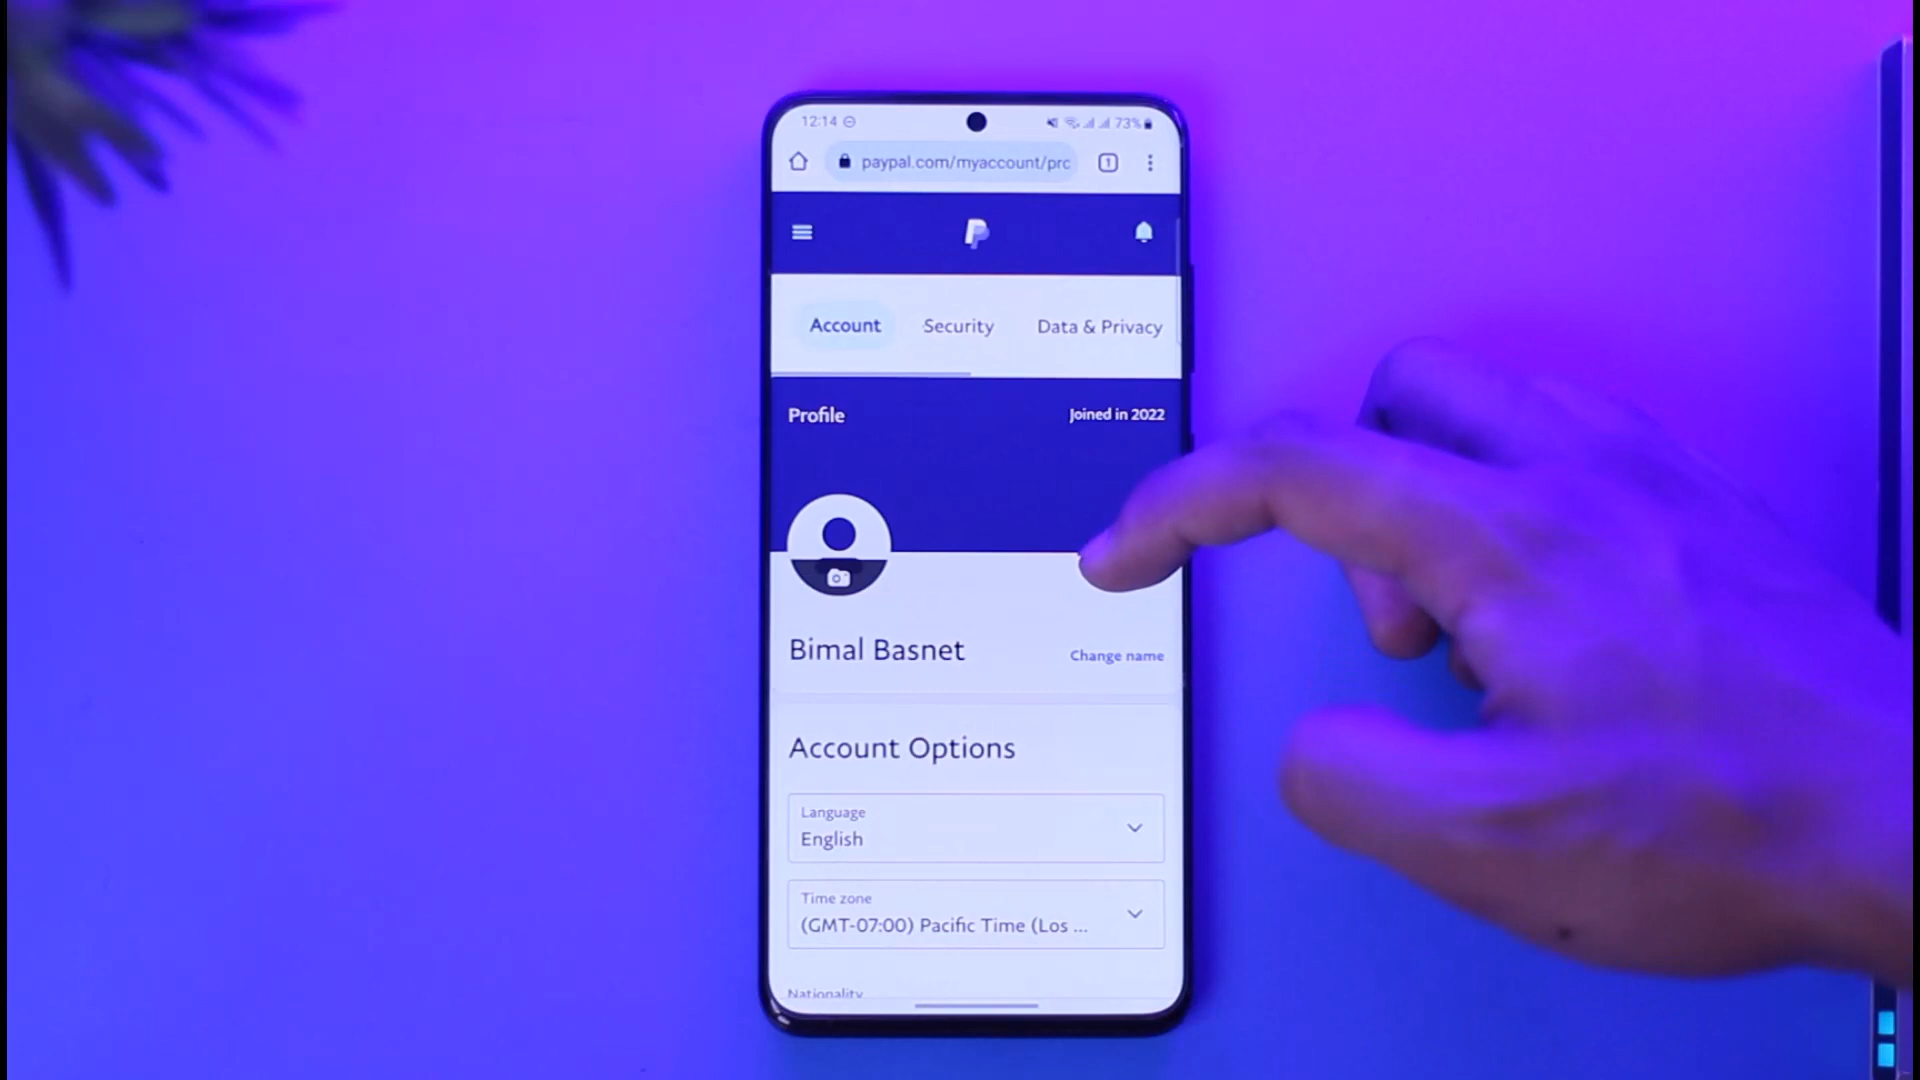 12:14
73%
paypal.com/myaccount/prc
1
Account Security Data & Privacy
Profile
Joined in 2022
Bimal Basnet
Change name
Account Options
Language
English
Time zone
(GMT-07:00) Pacific Time (Los ...
Nationality